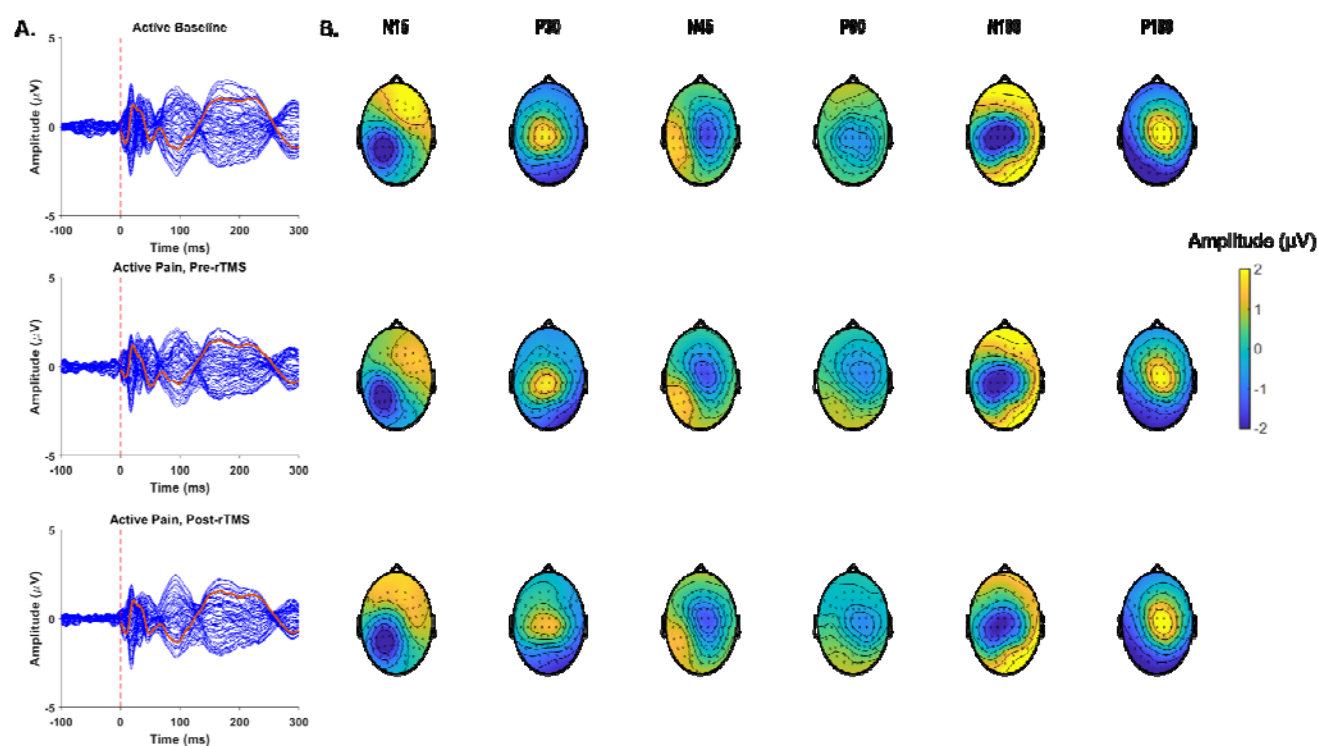 A.
Active Baseline
B.
N15
P30
N45
P60
N100
P180
5
0
-5
Amplitude (μV)
-100
0
100
200
300
Time (ms)
Active Pain, Pre-rTMS
5
0
-5
Amplitude (μV)
-100
0
100
200
300
Time (ms)
Amplitude (μV)
2
1
0
-1
-2
Active Pain, Post-rTMS
5
0
-5
Amplitude (μV)
-100
0
100
200
300
Time (ms)